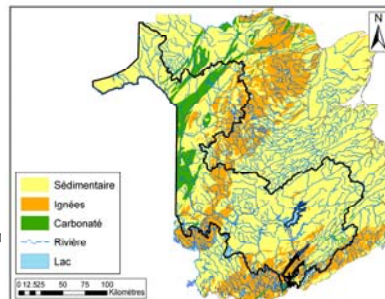 N
Sédimentaire
Ignées
Carbonaté
Rivière
Lac
0 12.525 50 75 100
Kilomètres